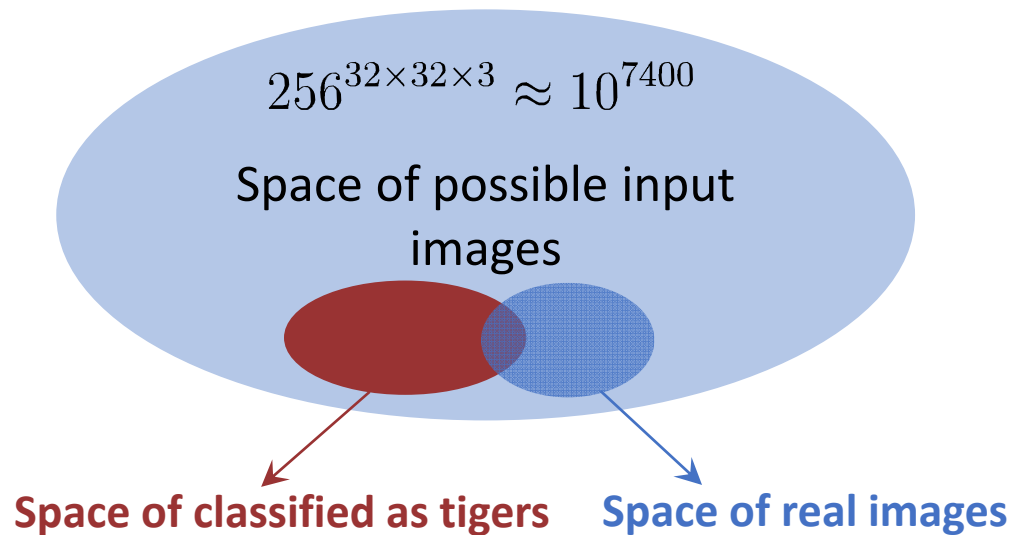 256^{32×32×3} ≈ 10^{7400}
Space of possible input
images
Space of classified as tigers
Space of real images